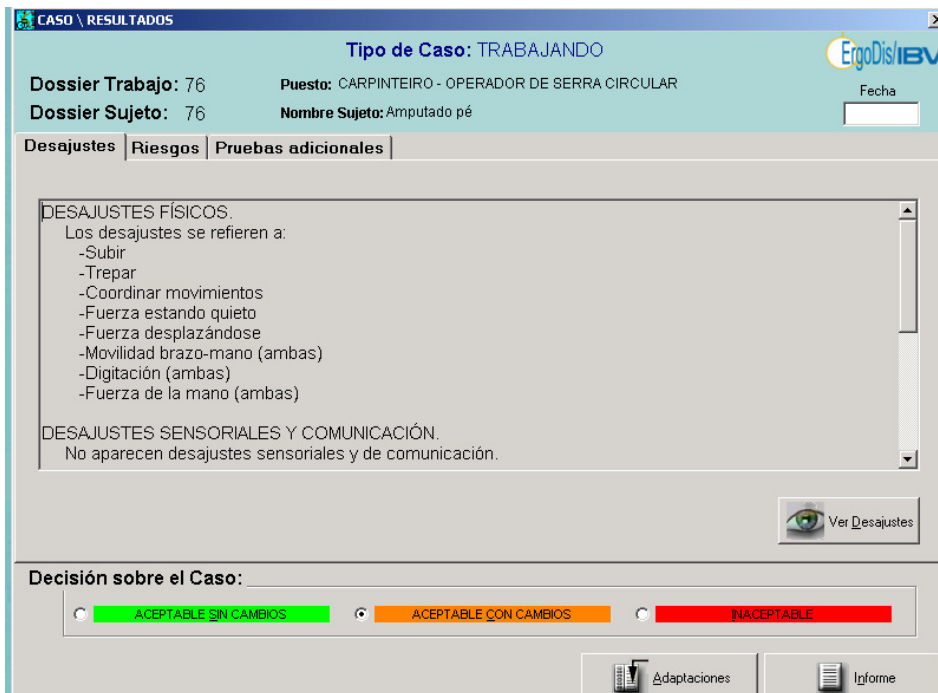 CASO \ RESULTADOS
Tipo de Caso: TRABAJANDO
ErgoDis/IBV
Dossier Trabajo: 76
Puesto: CARPINTEIRO - OPERADOR DE SERRA CIRCULAR
Fecha
Dossier Sujeto: 76
Nombre Sujeto: Amputado pé
Desajustes
Riesgos
Pruebas adicionales
DESAJUSTES FÍSICOS.
Los desajustes se refieren a:
-Subir
-Trepar
-Coordinar movimientos
-Fuerza estando quieto
-Fuerza desplazándose
-Movilidad brazo-mano (ambas)
-Digitación (ambas)
-Fuerza de la mano (ambas)
DESAJUSTES SENSORIALES Y COMUNICACIÓN.
No aparecen desajustes sensoriales y de comunicación.
Ver Desajustes
Decisión sobre el Caso:
ACEPTABLE SIN CAMBIOS
ACEPTABLE CON CAMBIOS
INACEPTABLE
Adaptaciones
Informe